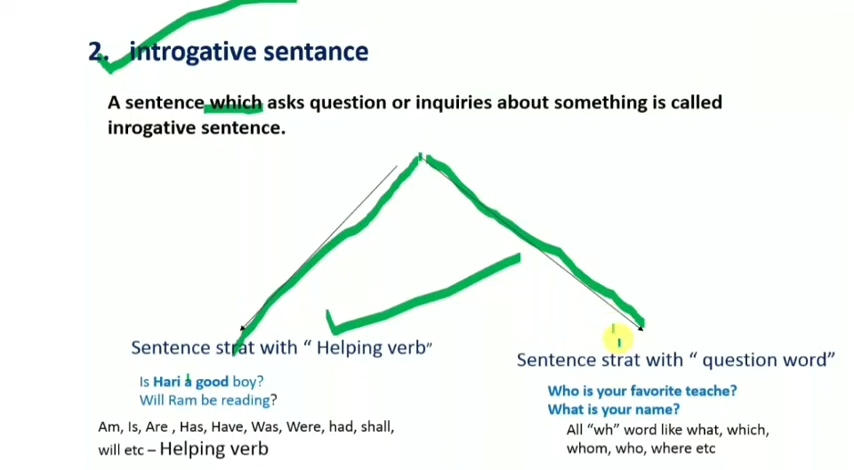 2. introgative sentance
A sentence which asks question or inquiries about something is called
inrogative sentence.
Sentence strat with “ Helping verb”
Is Hari a good boy?
Will Ram be reading?
Am, Is, Are , Has, Have, Was, Were, had, shall,
will etc – Helping verb
Sentence strat with “ question word”
Who is your favorite teache?
What is your name?
All “wh” word like what, which,
whom, who, where etc